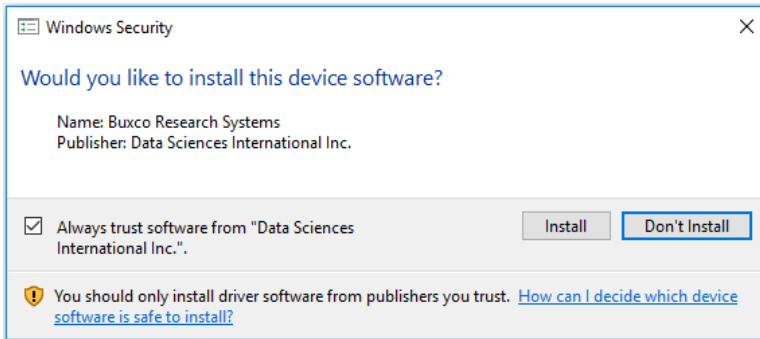 Windows Security
Would you like to install this device software?
Name: Buxco Research Systems
Publisher: Data Sciences International Inc.
Always trust software from "Data Sciences
International Inc.".
Install
Don't Install
You should only install driver software from publishers you trust. How can I decide which device
software is safe to install?